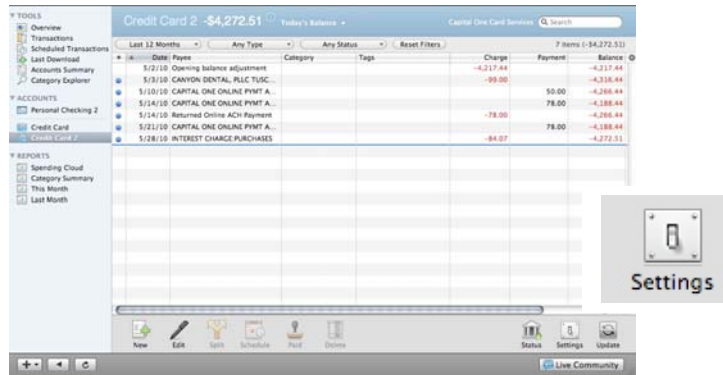 TOOLS
Overview
Transactions
Scheduled Transactions
Last Download
Accounts Summary
Category Explorer
ACCOUNTS
Personal Checking 2
Credit Card
Credit Card 2
REPORTS
Spending Cloud
Category Summary
This Month
Last Month
Credit Card 2 -$4,272.51 Today's Balance Capital One Card Services Search
Last 12 Months Any Type Any Status Reset Filters 7 items (-$4,272.51)
Date Payee Category Tags Charge Payment Balance
5/2/10 Opening balance adjustment -4,217.44 -4,217.44
5/3/10 CANYON DENTAL, PLLC TUSC... -99.00 -4,316.44
5/10/10 CAPITAL ONE ONLINE PYMT A... 50.00 -4,266.44
5/14/10 CAPITAL ONE ONLINE PYMT A... 78.00 -4,188.44
5/14/10 Returned Online ACH Payment -78.00 -4,266.44
5/21/10 CAPITAL ONE ONLINE PYMT A... 78.00 -4,188.44
5/28/10 INTEREST CHARGE:PURCHASES -84.07 -4,272.51
Settings
New Edit Split Schedule Paid Delete Status Settings Update
Live Community